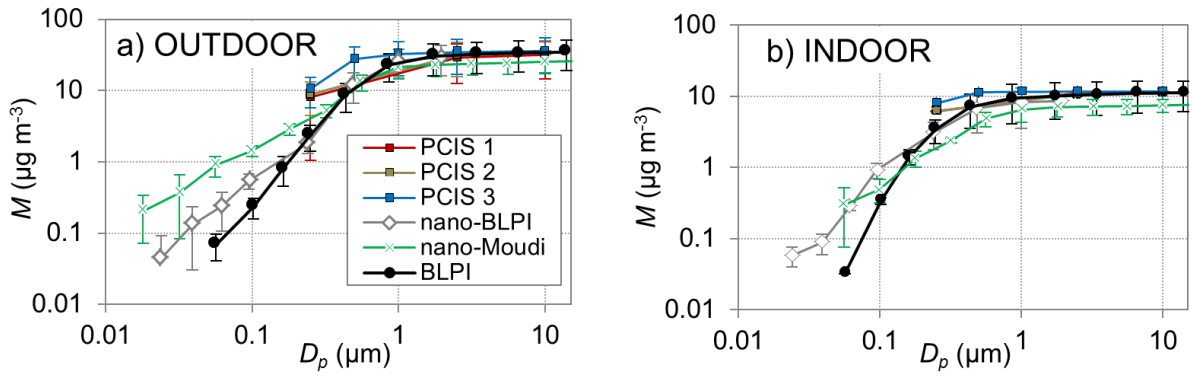 a) OUTDOOR
M (µg m⁻³)
100
10
1
0.1
0.01
PCIS 1
PCIS 2
PCIS 3
nano-BLPI
nano-Moudi
BLPI
0.01 0.1 1 10
Dₚ (µm)
b) INDOOR
M (µg m⁻³)
100
10
1
0.1
0.01
0.01 0.1 1 10
Dₚ (µm)